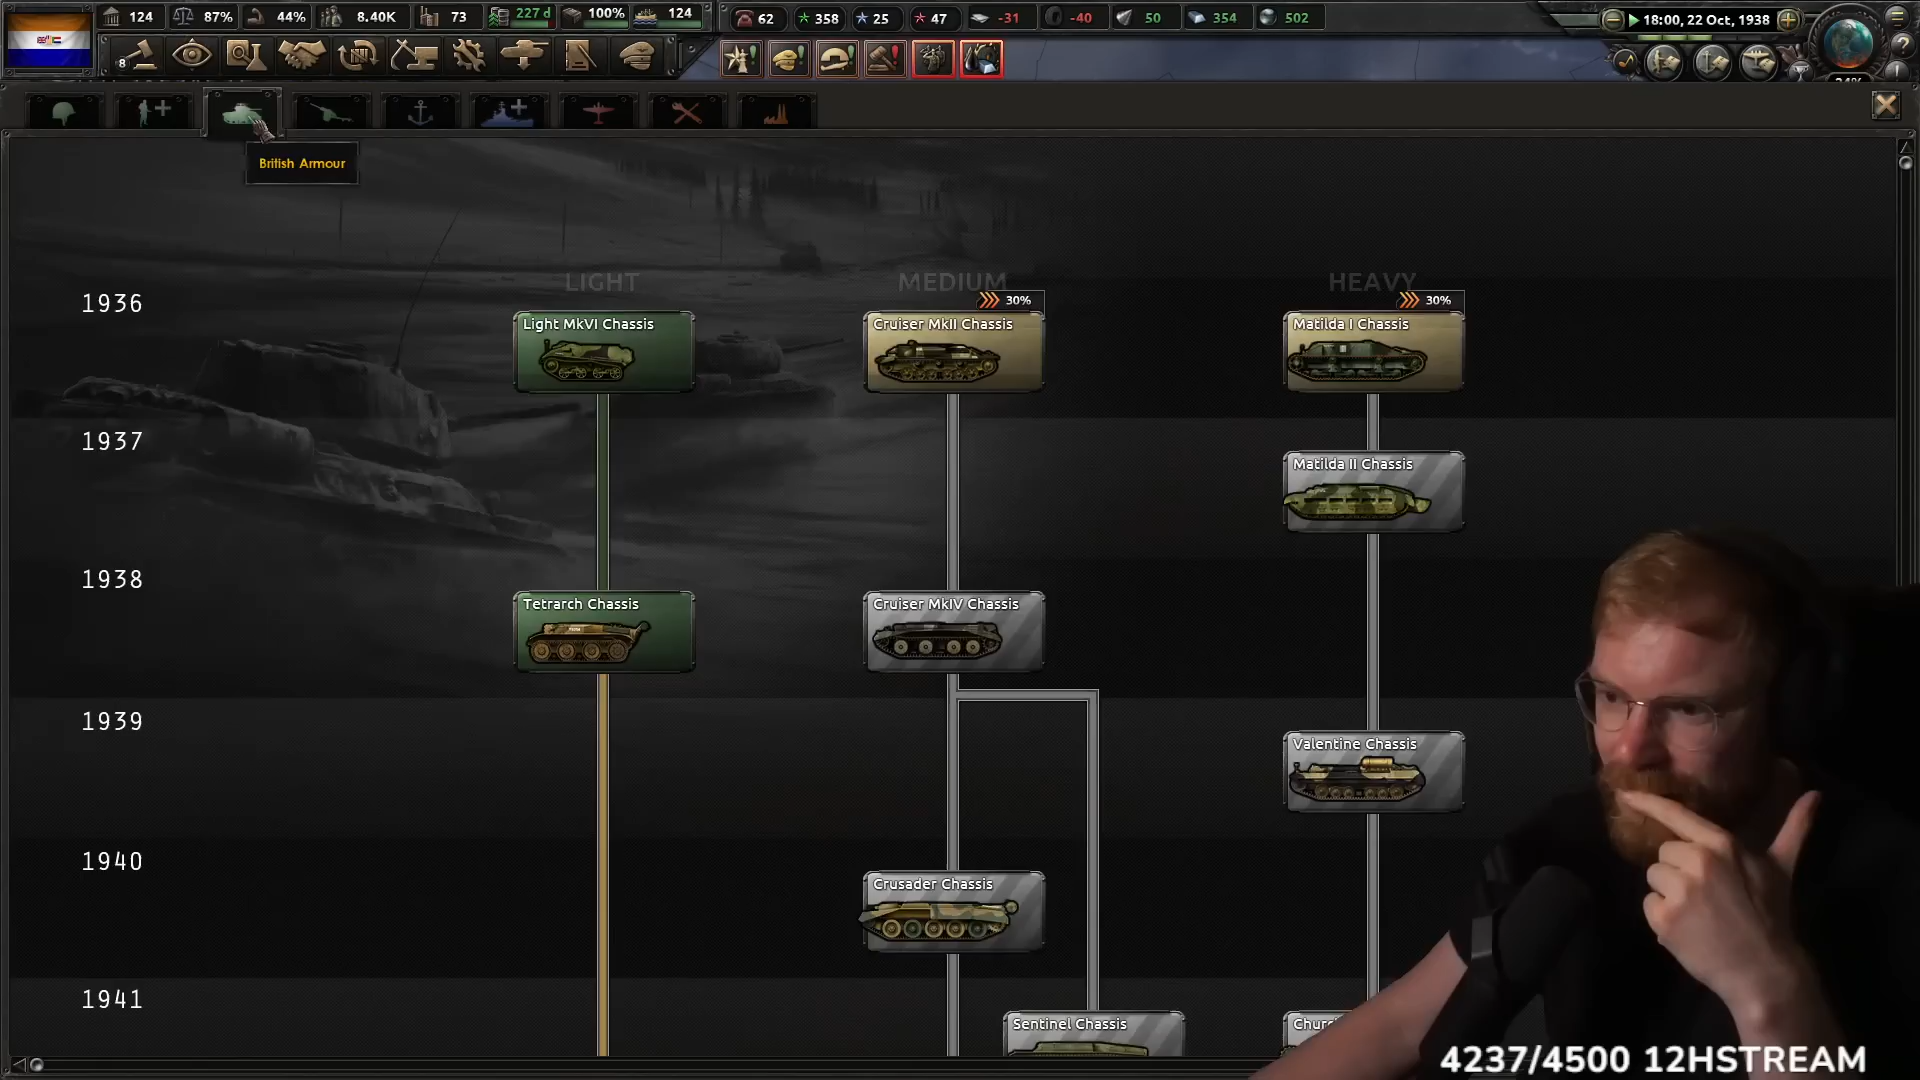 124
87%
44%
8.40K
73
227 d
100%
124
62
358
25
47
-31
-40
50
354
502
18:00, 22 Oct, 1938
8
British Armour
LIGHT
MEDIUM
HEAVY
1936
30%
30%
Light MkVI Chassis
Cruiser MkII Chassis
Matilda I Chassis
1937
Matilda II Chassis
1938
Tetrarch Chassis
Cruiser MkIV Chassis
1939
Valentine Chassis
1940
Crusader Chassis
1941
Sentinel Chassis
4237/4500 12HSTREAM